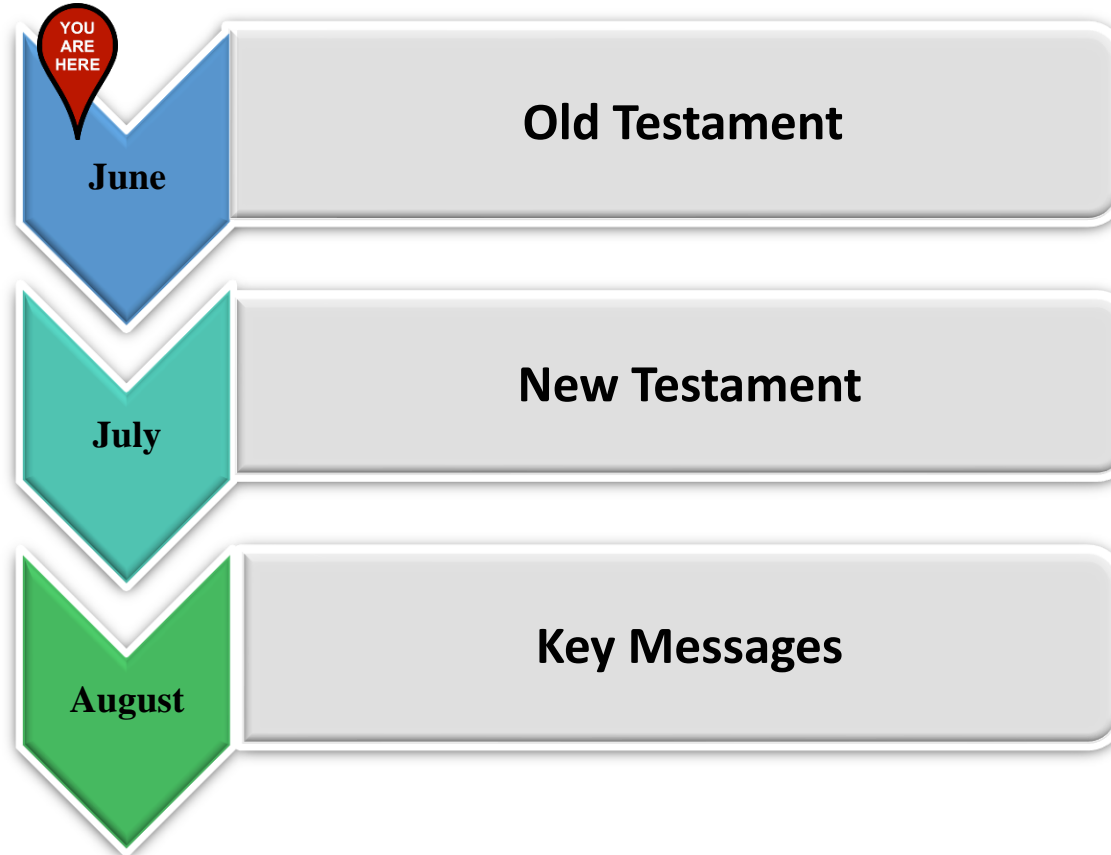 YOU
ARE
HERE
June
Old Testament
July
New Testament
August
Key Messages